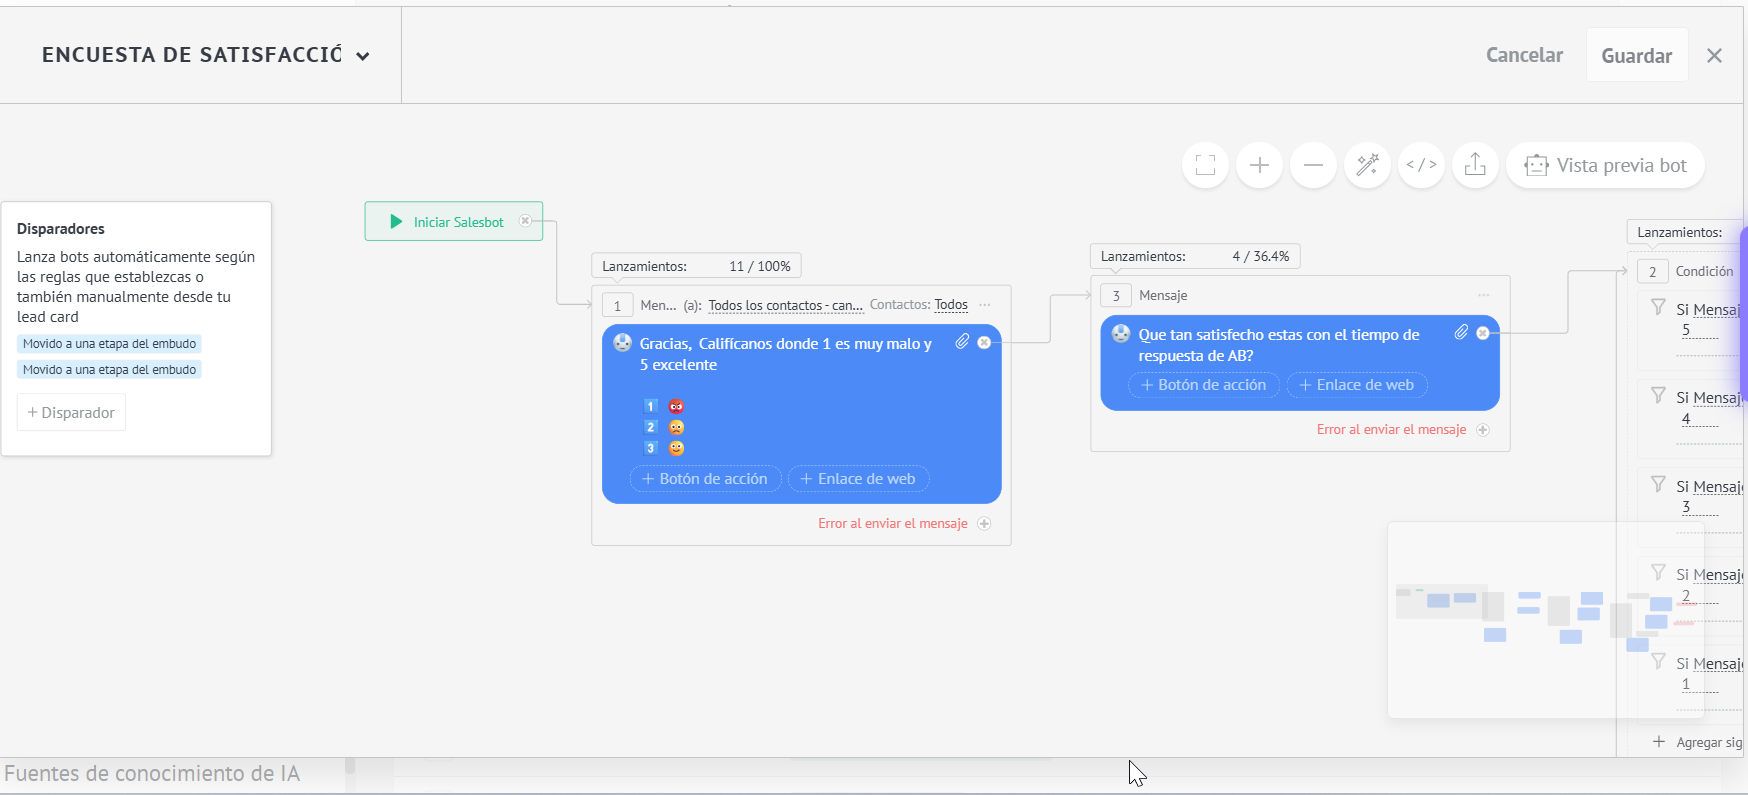 ENCUESTA DE SATISFACCIÓ
Cancelar
Guardar
</>
Vista previa bot
Disparadores
Lanza bots automáticamente según
las reglas que establezcas o
también manualmente desde tu
lead card
Movido a una etapa del embudo
Movido a una etapa del embudo
+ Disparador
Iniciar Salesbot
Lanzamientos: 11 / 100%
1 Men... (a): Todos los contactos - can... Contactos: Todos ...
Gracias, Califícanos donde 1 es muy malo y
5 excelente
1 😡
2 😟
3 🙂
+ Botón de acción + Enlace de web
Error al enviar el mensaje
Lanzamientos: 4 / 36.4%
3 Mensaje ...
Que tan satisfecho estas con el tiempo de
respuesta de AB?
+ Botón de acción + Enlace de web
Error al enviar el mensaje
Lanzamientos:
2 Condición
Si Mensaj
5
Si Mensaj
4
Si Mensaj
3
Si Mensaj
2
Si Mensaj
1
+ Agregar sig
Fuentes de conocimiento de IA